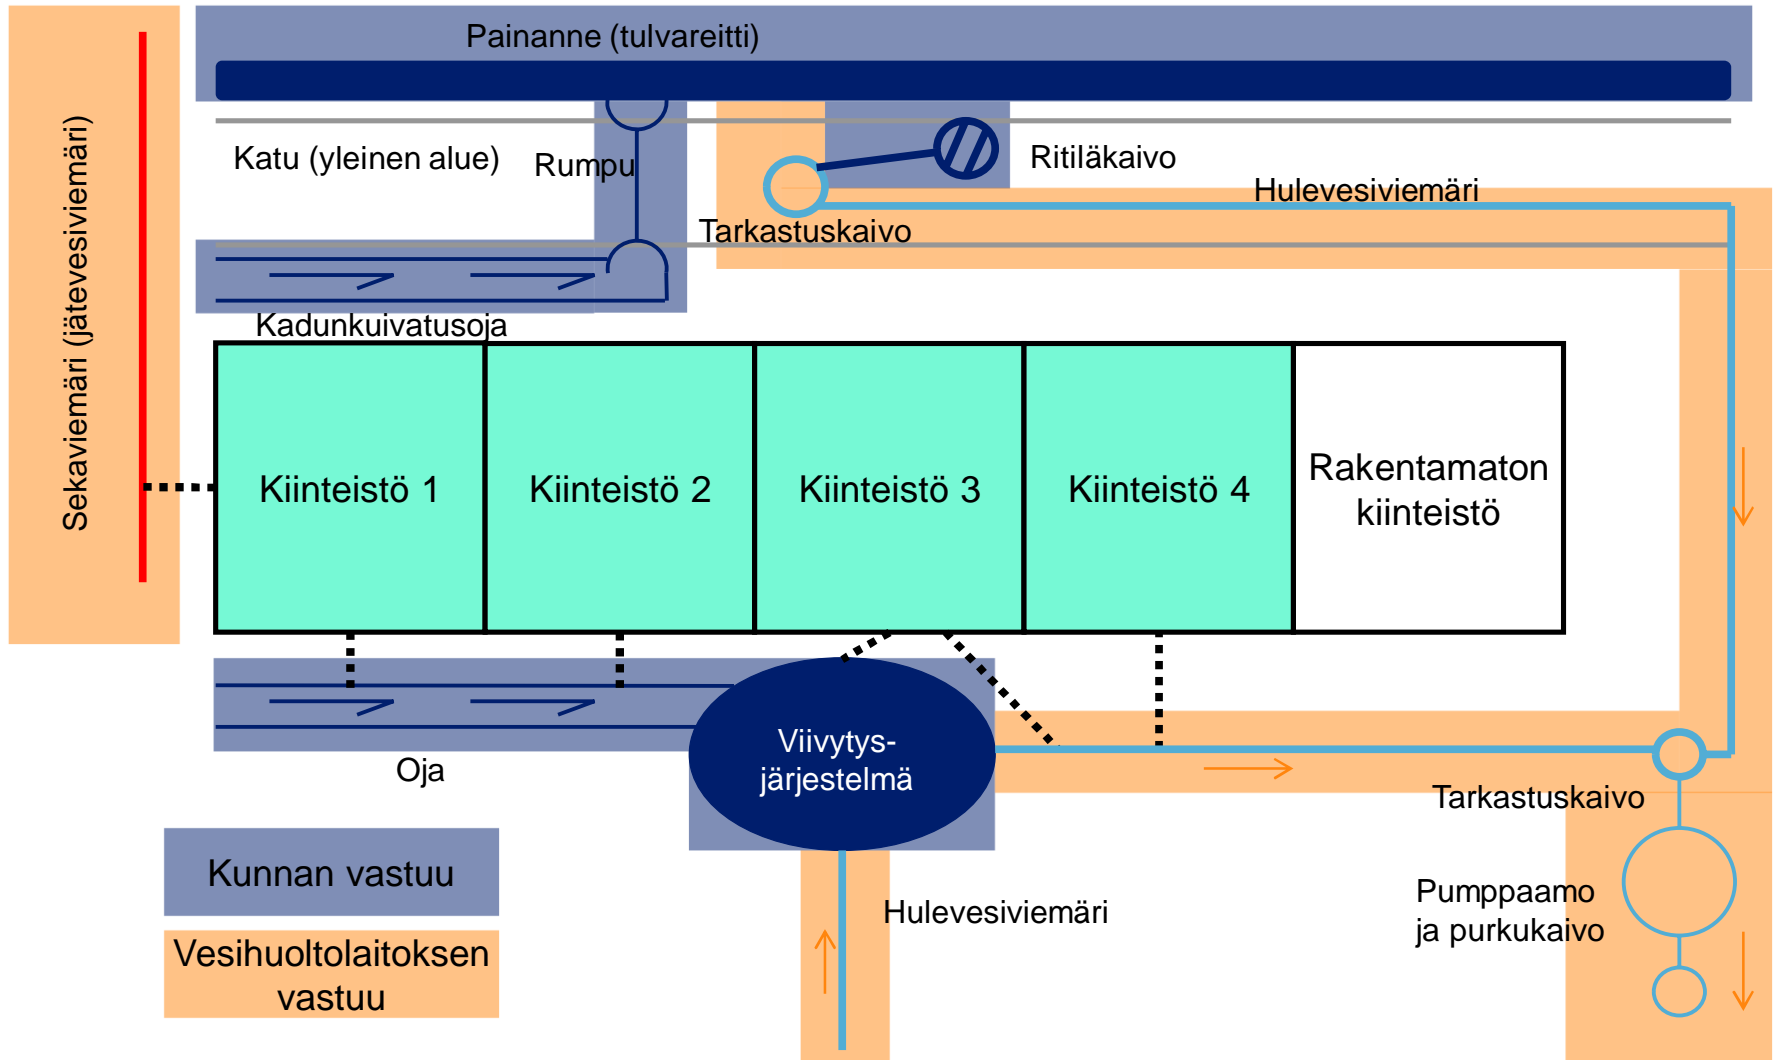 Painanne (tulvareitti)
Sekaviemäri (jätevesiviemäri)
Katu (yleinen alue)
Rumpu
Ritiläkaivo
Hulevesiviemäri
Tarkastuskaivo
Kadunkuivatusoja
Kiinteistö 1
Kiinteistö 2
Kiinteistö 3
Kiinteistö 4
Rakentamaton
kiinteistö
Viivytys-
järjestelmä
Oja
Tarkastuskaivo
Kunnan vastuu
Hulevesiviemäri
Pumppaamo
ja purkukaivo
Vesihuoltolaitoksen
vastuu